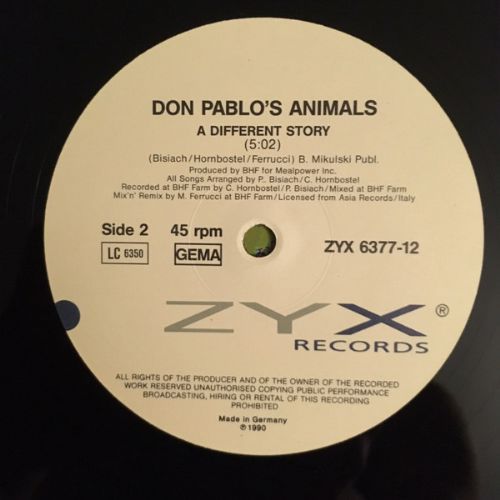 DON PABLO'S ANIMALS
A DIFFERENT STORY
(5:02)
(Bisiach/Hornbostel/Ferrucci) B. Mikulski Publ.
Produced by BHF for Mealpower Inc.
All Songs Arranged by P. Bisiach/C. Hornbostel
Recorded at BHF Farm by C. Hornbostel/P. Bisiach/Mixed at BHF Farm
Mix'n' Remix by M. Ferrucci at BHF Farm/Licensed from Asia Records/Italy
Side 2 45 rpm ZYX 6377-12
LC 6350 GEMA
ZYX ®
RECORDS
ALL RIGHTS OF THE PRODUCER AND OF THE OWNER OF THE RECORDED
WORK RESERVED UNAUTHORISED COPYING PUBLIC PERFORMANCE
BROADCASTING, HIRING OR RENTAL OF THIS RECORDING
PROHIBITED
Made in Germany
℗1990